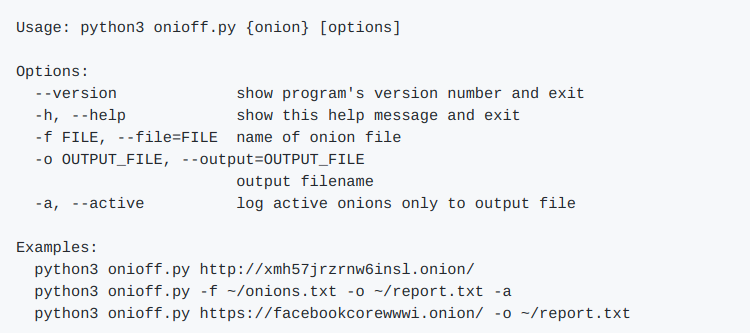 Usage: python3 onioff.py {onion} [options]

Options:
  --version             show program's version number and exit
  -h, --help            show this help message and exit
  -f FILE, --file=FILE  name of onion file
  -o OUTPUT_FILE, --output=OUTPUT_FILE
                        output filename
  -a, --active          log active onions only to output file

Examples:
  python3 onioff.py http://xmh57jrzrnw6insl.onion/
  python3 onioff.py -f ~/onions.txt -o ~/report.txt -a
  python3 onioff.py https://facebookcorewwwi.onion/ -o ~/report.txt